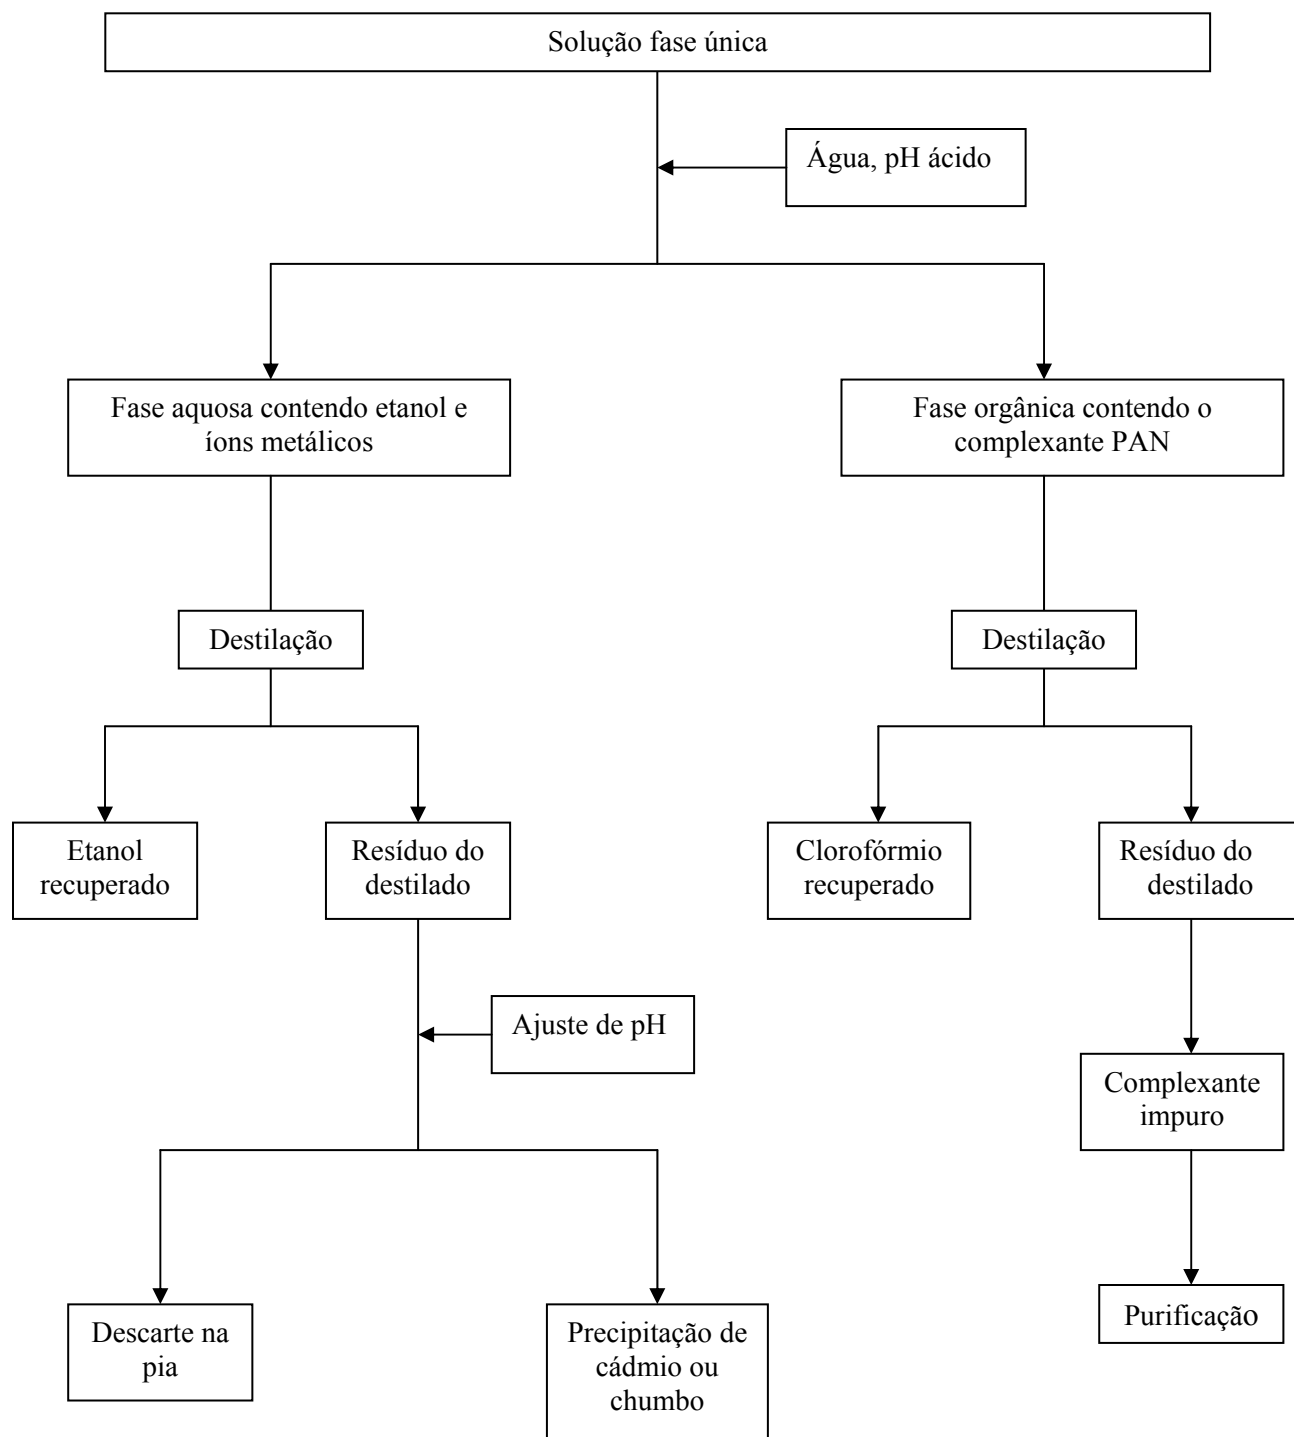 Solução fase única
Água, pH ácido
Fase aquosa contendo etanol e
íons metálicos
Fase orgânica contendo o
complexante PAN
Destilação
Destilação
Etanol
recuperado
Resíduo do
destilado
Clorofórmio
recuperado
Resíduo do
destilado
Ajuste de pH
Complexante
impuro
Descarte na
pia
Precipitação de
cádmio ou
chumbo
Purificação